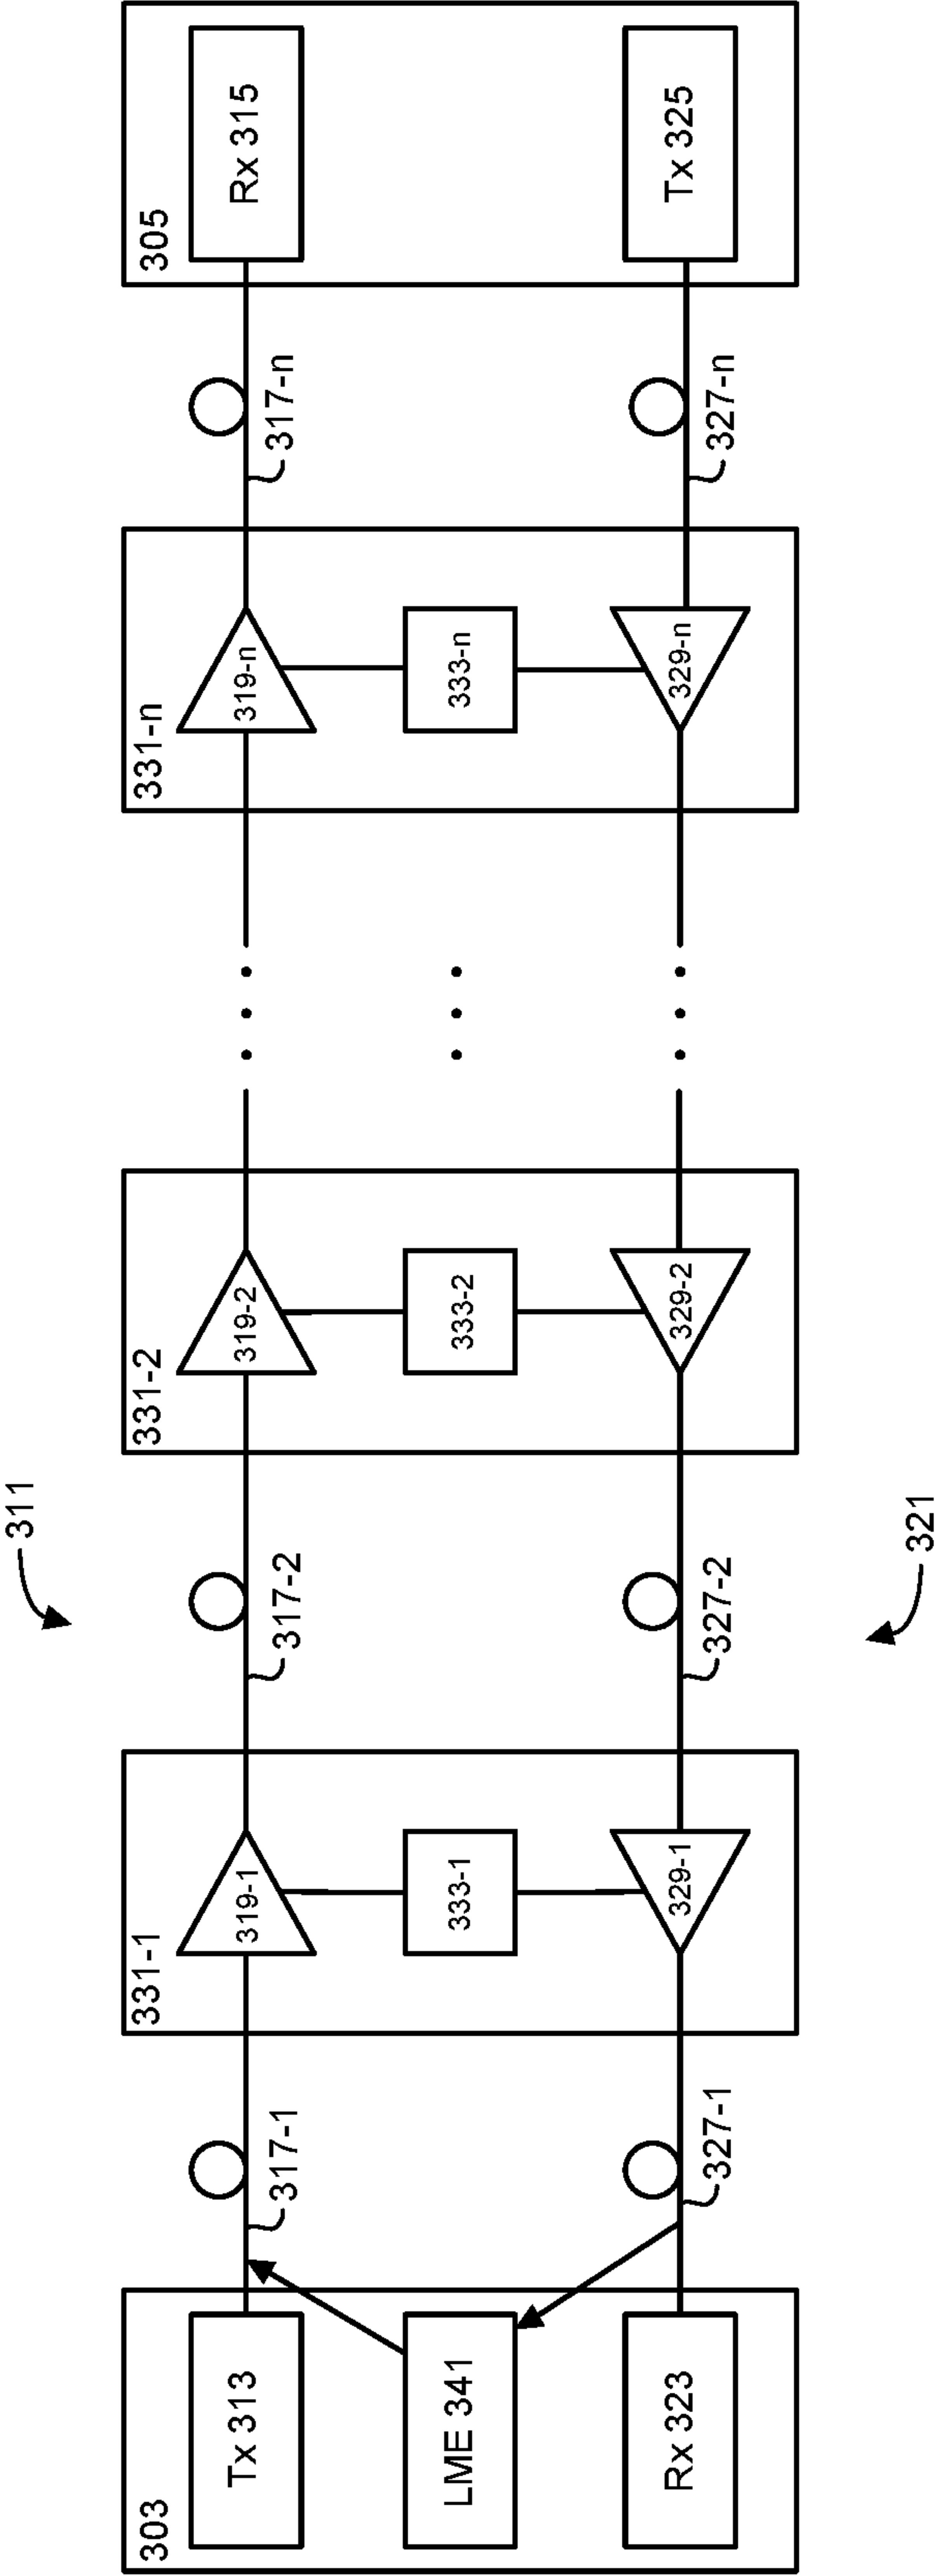 311
303
Tx 313
LME 341
Rx 323
317-1
327-1
331-1
319-1
333-1
329-1
317-2
327-2
331-2
319-2
333-2
329-2
331-n
319-n
333-n
329-n
317-n
327-n
305
Rx 315
Tx 325
321